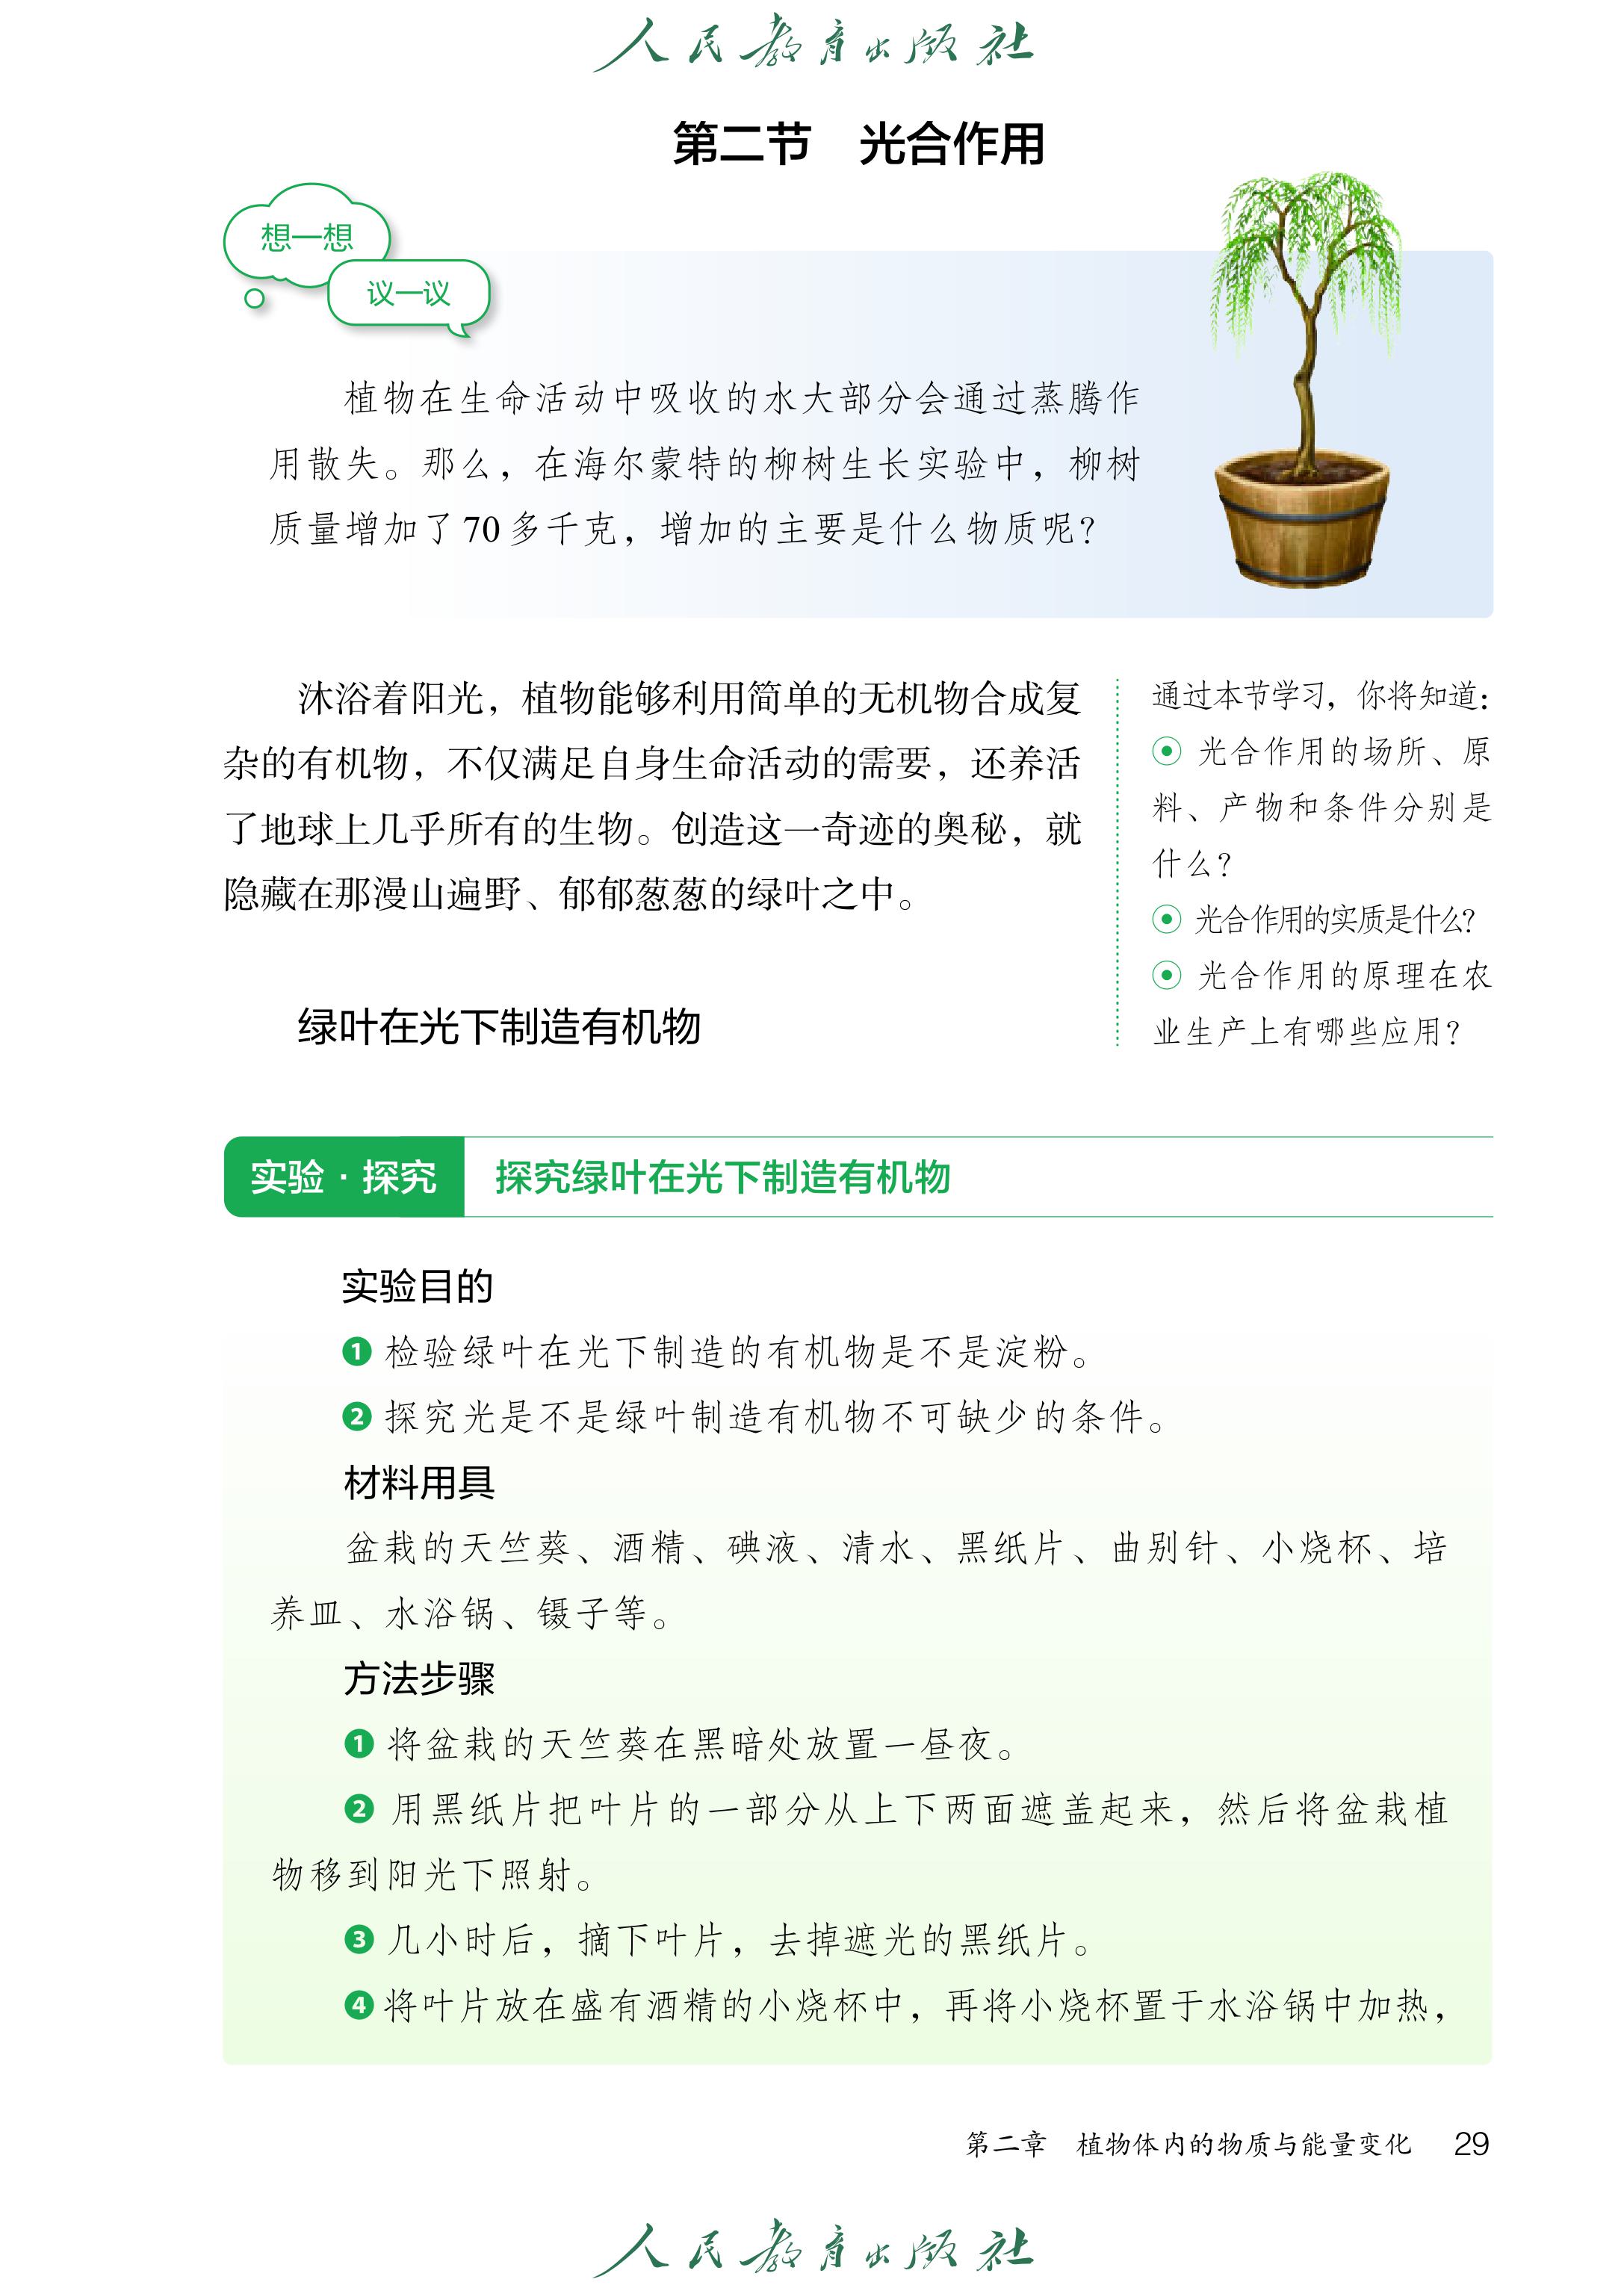 人民教育出版社
第二节　光合作用
想一想
议一议
植物在生命活动中吸收的水大部分会通过蒸腾作
用散失。那么，在海尔蒙特的柳树生长实验中，柳树
质量增加了 70 多千克，增加的主要是什么物质呢？
沐浴着阳光，植物能够利用简单的无机物合成复
杂的有机物，不仅满足自身生命活动的需要，还养活
了地球上几乎所有的生物。创造这一奇迹的奥秘，就
隐藏在那漫山遍野、郁郁葱葱的绿叶之中。
通过本节学习，你将知道：
⊙ 光合作用的场所、原
料、产物和条件分别是
什么？
⊙ 光合作用的实质是什么？
⊙ 光合作用的原理在农
业生产上有哪些应用？
绿叶在光下制造有机物
实验·探究　探究绿叶在光下制造有机物
实验目的
❶ 检验绿叶在光下制造的有机物是不是淀粉。
❷ 探究光是不是绿叶制造有机物不可缺少的条件。
材料用具
盆栽的天竺葵、酒精、碘液、清水、黑纸片、曲别针、小烧杯、培
养皿、水浴锅、镊子等。
方法步骤
❶ 将盆栽的天竺葵在黑暗处放置一昼夜。
❷ 用黑纸片把叶片的一部分从上下两面遮盖起来，然后将盆栽植
物移到阳光下照射。
❸ 几小时后，摘下叶片，去掉遮光的黑纸片。
❹ 将叶片放在盛有酒精的小烧杯中，再将小烧杯置于水浴锅中加热，
第二章　植物体内的物质与能量变化　29
人民教育出版社